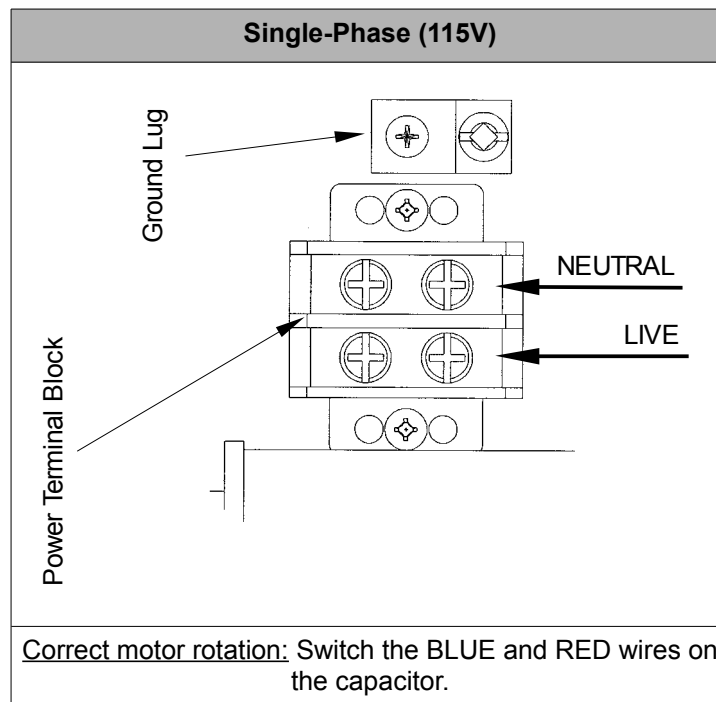 Single-Phase (115V)
Ground Lug
NEUTRAL
LIVE
Power Terminal Block
Correct motor rotation: Switch the BLUE and RED wires on
the capacitor.